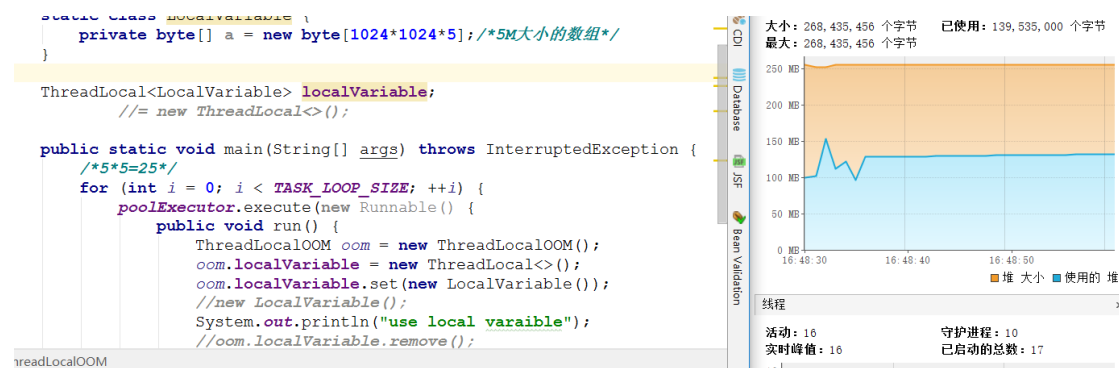 static class LocalVariable {
private byte[] a = new byte[1024*1024*5];/*5M大小的数组*/
}
ThreadLocal<LocalVariable> localVariable;
//= new ThreadLocal<>();
public static void main(String[] args) throws InterruptedException {
/*5*5=25*/
for (int i = 0; i < TASK_LOOP_SIZE; ++i) {
poolExecutor.execute(new Runnable() {
public void run() {
ThreadLocalOOM oom = new ThreadLocalOOM();
oom.localVariable = new ThreadLocal<>();
oom.localVariable.set(new LocalVariable());
//new LocalVariable();
System.out.println("use local varaible");
//oom.localVariable.remove();
hreadLocalOOM
CDI
Database
JSF
Bean Validation
大小: 268,435,456 个字节 已使用: 139,535,000 个字节
最大: 268,435,456 个字节
250 MB
200 MB
150 MB
100 MB
50 MB
0 MB
16:48:30 16:48:40 16:48:50
堆 大小 使用的 堆
线程
活动: 16 守护进程: 10
实时峰值: 16 已启动的总数: 17